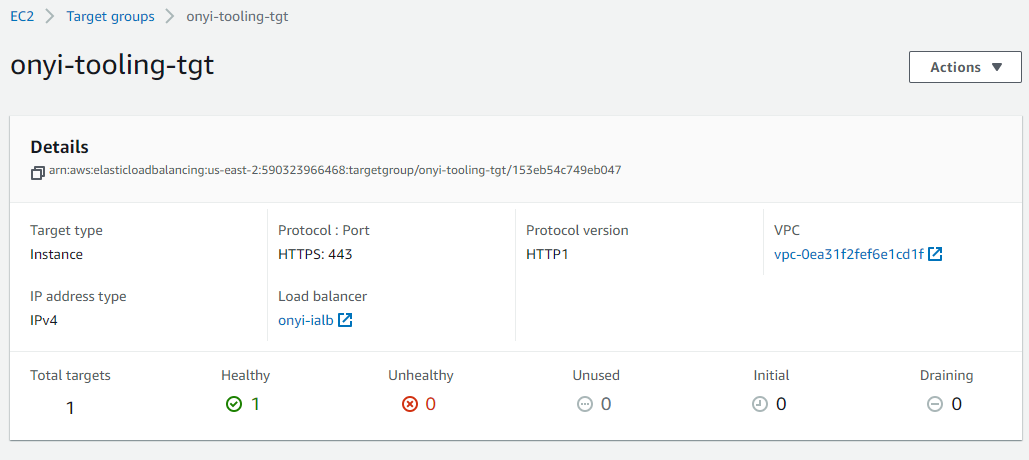 EC2 > Target groups > onyi-tooling-tgt
onyi-tooling-tgt
Actions
Details
arn:aws:elasticloadbalancing:us-east-2:590323966468:targetgroup/onyi-tooling-tgt/153eb54c749eb047
Target type Protocol : Port Protocol version VPC
Instance HTTPS: 443 HTTP1 vpc-0ea31f2fef6e1cd1f
IP address type Load balancer
IPv4 onyi-ialb
Total targets Healthy Unhealthy Unused Initial Draining
1 1 0 0 0 0